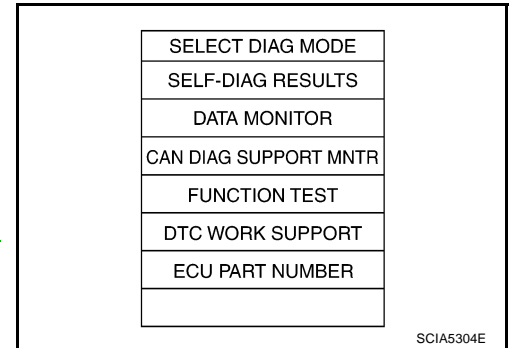 SELECT DIAG MODE
SELF-DIAG RESULTS
DATA MONITOR
CAN DIAG SUPPORT MNTR
FUNCTION TEST
DTC WORK SUPPORT
ECU PART NUMBER
SCIA5304E